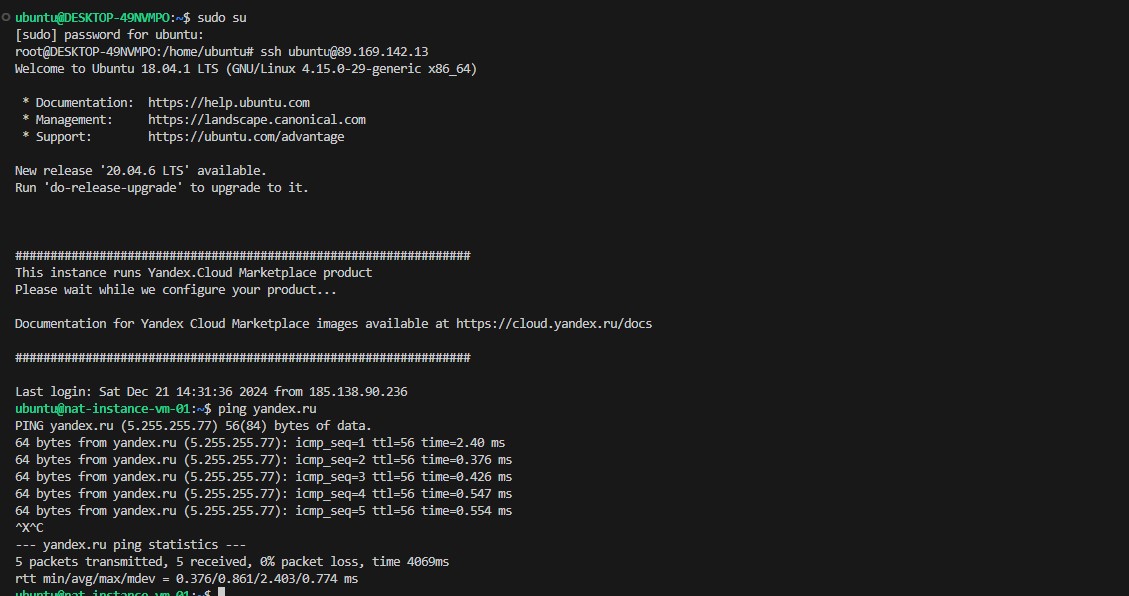 ubuntu@DESKTOP-49NVMPO:~$ sudo su
[sudo] password for ubuntu:
root@DESKTOP-49NVMPO:/home/ubuntu# ssh ubuntu@89.169.142.13
Welcome to Ubuntu 18.04.1 LTS (GNU/Linux 4.15.0-29-generic x86_64)
* Documentation:  https://help.ubuntu.com
* Management:     https://landscape.canonical.com
* Support:        https://ubuntu.com/advantage
New release '20.04.6 LTS' available.
Run 'do-release-upgrade' to upgrade to it.
#################################################################
This instance runs Yandex.Cloud Marketplace product
Please wait while we configure your product...
Documentation for Yandex Cloud Marketplace images available at https://cloud.yandex.ru/docs
#################################################################
Last login: Sat Dec 21 14:31:36 2024 from 185.138.90.236
ubuntu@nat-instance-vm-01:~$ ping yandex.ru
PING yandex.ru (5.255.255.77) 56(84) bytes of data.
64 bytes from yandex.ru (5.255.255.77): icmp_seq=1 ttl=56 time=2.40 ms
64 bytes from yandex.ru (5.255.255.77): icmp_seq=2 ttl=56 time=0.376 ms
64 bytes from yandex.ru (5.255.255.77): icmp_seq=3 ttl=56 time=0.426 ms
64 bytes from yandex.ru (5.255.255.77): icmp_seq=4 ttl=56 time=0.547 ms
64 bytes from yandex.ru (5.255.255.77): icmp_seq=5 ttl=56 time=0.554 ms
^X^C
--- yandex.ru ping statistics ---
5 packets transmitted, 5 received, 0% packet loss, time 4069ms
rtt min/avg/max/mdev = 0.376/0.861/2.403/0.774 ms
ubuntu@nat-instance-vm-01:~$